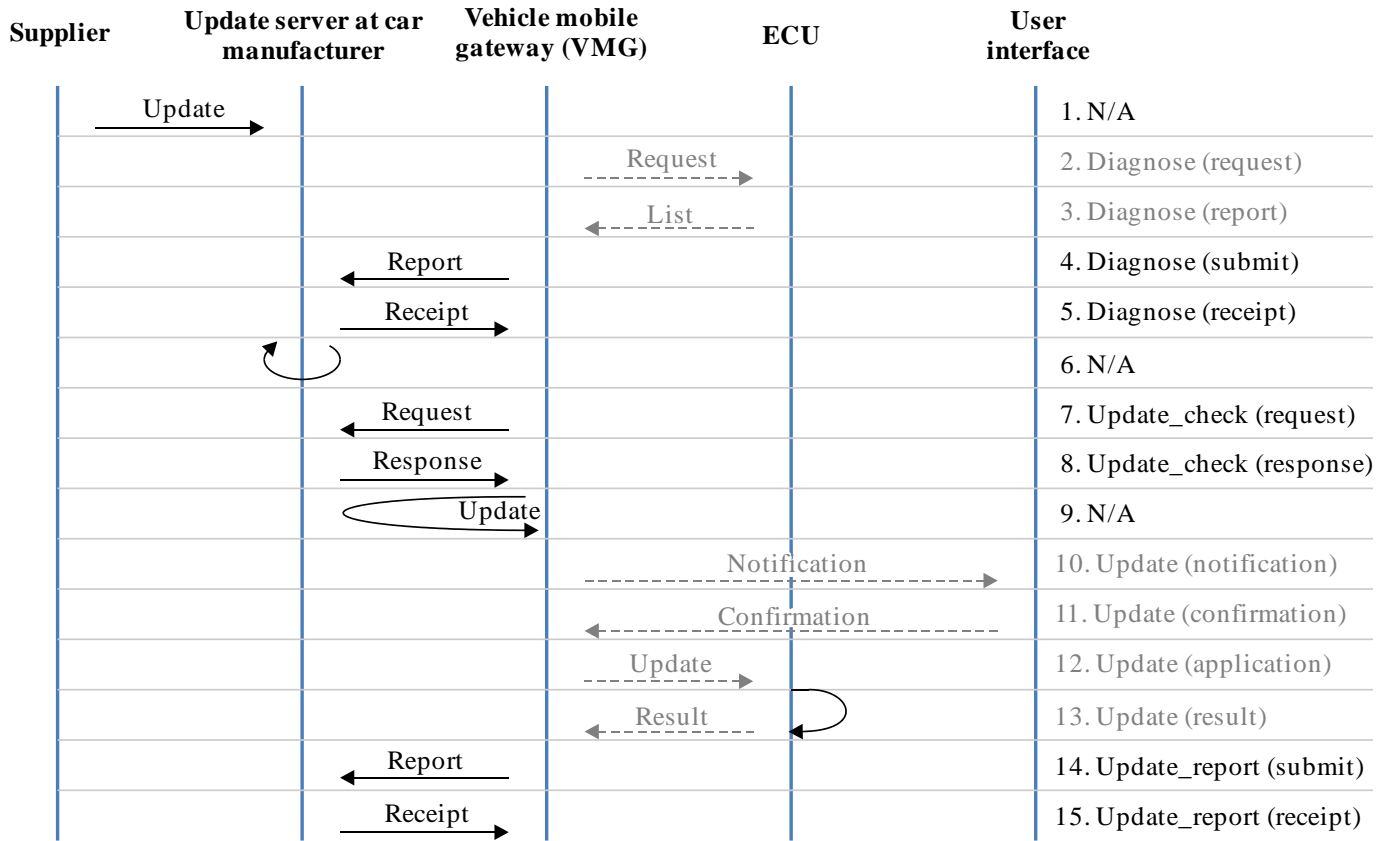 Supplier
Update server at car
manufacturer
Vehicle mobile
gateway (VMG)
ECU
User
interface
Update
1. N/A
Request
2. Diagnose (request)
List
3. Diagnose (report)
Report
4. Diagnose (submit)
Receipt
5. Diagnose (receipt)
6. N/A
Request
7. Update_check (request)
Response
8. Update_check (response)
Update
9. N/A
Notification
10. Update (notification)
Confirmation
11. Update (confirmation)
Update
12. Update (application)
Result
13. Update (result)
Report
14. Update_report (submit)
Receipt
15. Update_report (receipt)